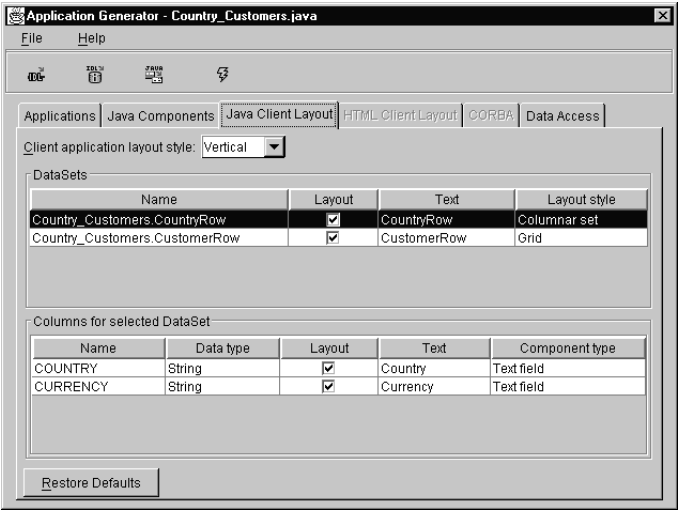 Application Generator - Country_Customers.java
File Help
IDL JAVA
Applications Java Components Java Client Layout HTML Client Layout CORBA Data Access
Client application layout style: Vertical
DataSets
Name Layout Text Layout style
Country_Customers.CountryRow CountryRow Columnar set
Country_Customers.CustomerRow CustomerRow Grid
Columns for selected DataSet
Name Data type Layout Text Component type
COUNTRY String Country Text field
CURRENCY String Currency Text field
Restore Defaults